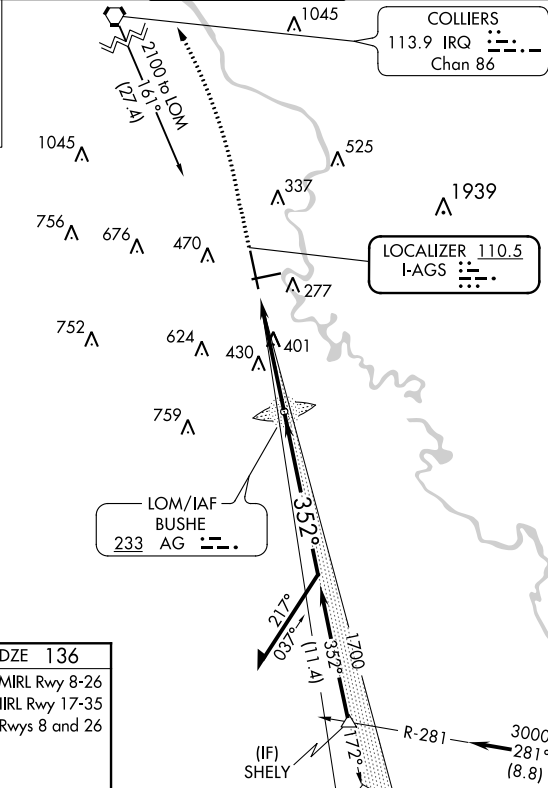 1045
COLLIERS
113.9 IRQ
Chan 86
2100 to LOM
161°
(27.4)
1045
525
337
1939
756
676
470
LOCALIZER 110.5
I-AGS
277
752
624
430
401
759
LOM/IAF
BUSHE
233 AG
352°
217°
037°
(11.4)
352°
1700
DZE 136
MIRL Rwy 8-26
HIRL Rwy 17-35
Rwys 8 and 26
R-281
3000
281°
(8.8)
(IF)
SHELY
172°